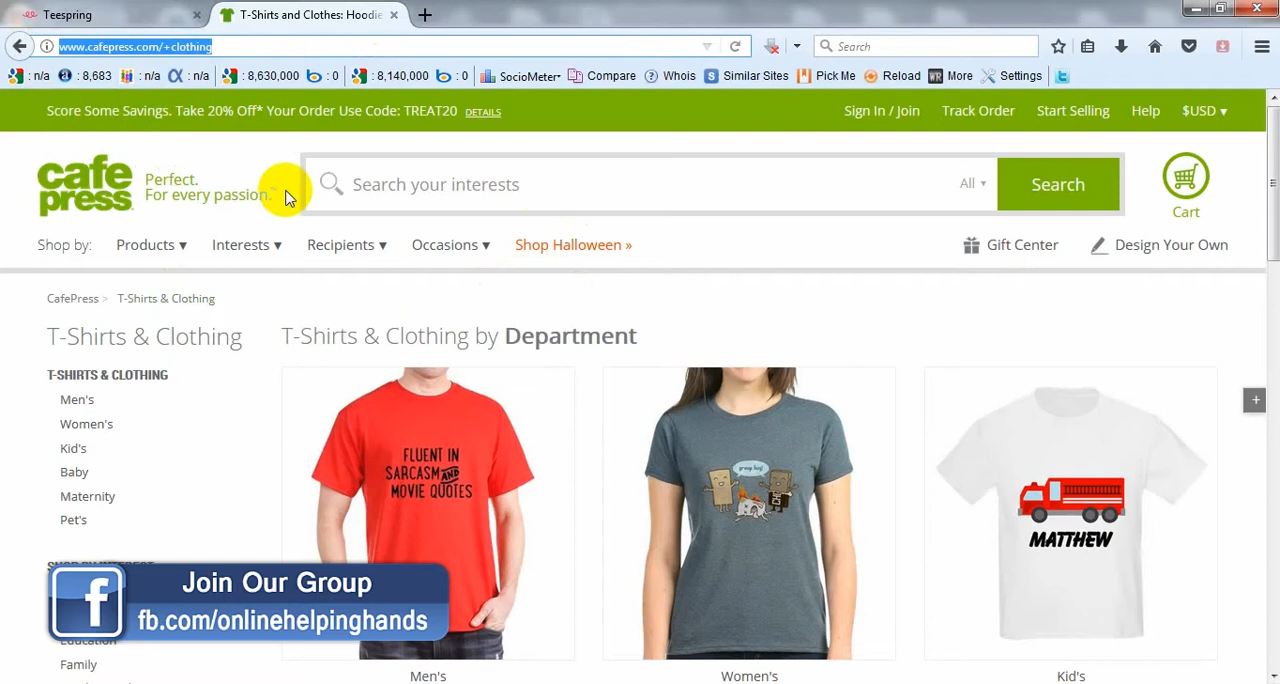 Teespring
T-Shirts and Clothes: Hoodie
www.cafepress.com/+clothing
Search
: n/a : 8,683 : n/a : n/a : 8,630,000 : 0 : 8,140,000 : 0 SocioMeter Compare Whois Similar Sites Pick Me Reload More Settings
Score Some Savings. Take 20% Off* Your Order Use Code: TREAT20 DETAILS
Sign In / Join Track Order Start Selling Help $USD ▾
cafe
press
Perfect.
For every passion.™
Search your interests
All ▾
Search
Cart
Shop by: Products ▾ Interests ▾ Recipients ▾ Occasions ▾ Shop Halloween » Gift Center Design Your Own
CafePress > T-Shirts & Clothing
T-Shirts & Clothing
T-Shirts & Clothing by Department
T-SHIRTS & CLOTHING
Men's
Women's
Kid's
Baby
Maternity
Pet's
FLUENT IN
SARCASM AND
MOVIE QUOTES
group hug!
MATTHEW
Join Our Group
fb.com/onlinehelpinghands
Education
Family
Men's
Women's
Kid's